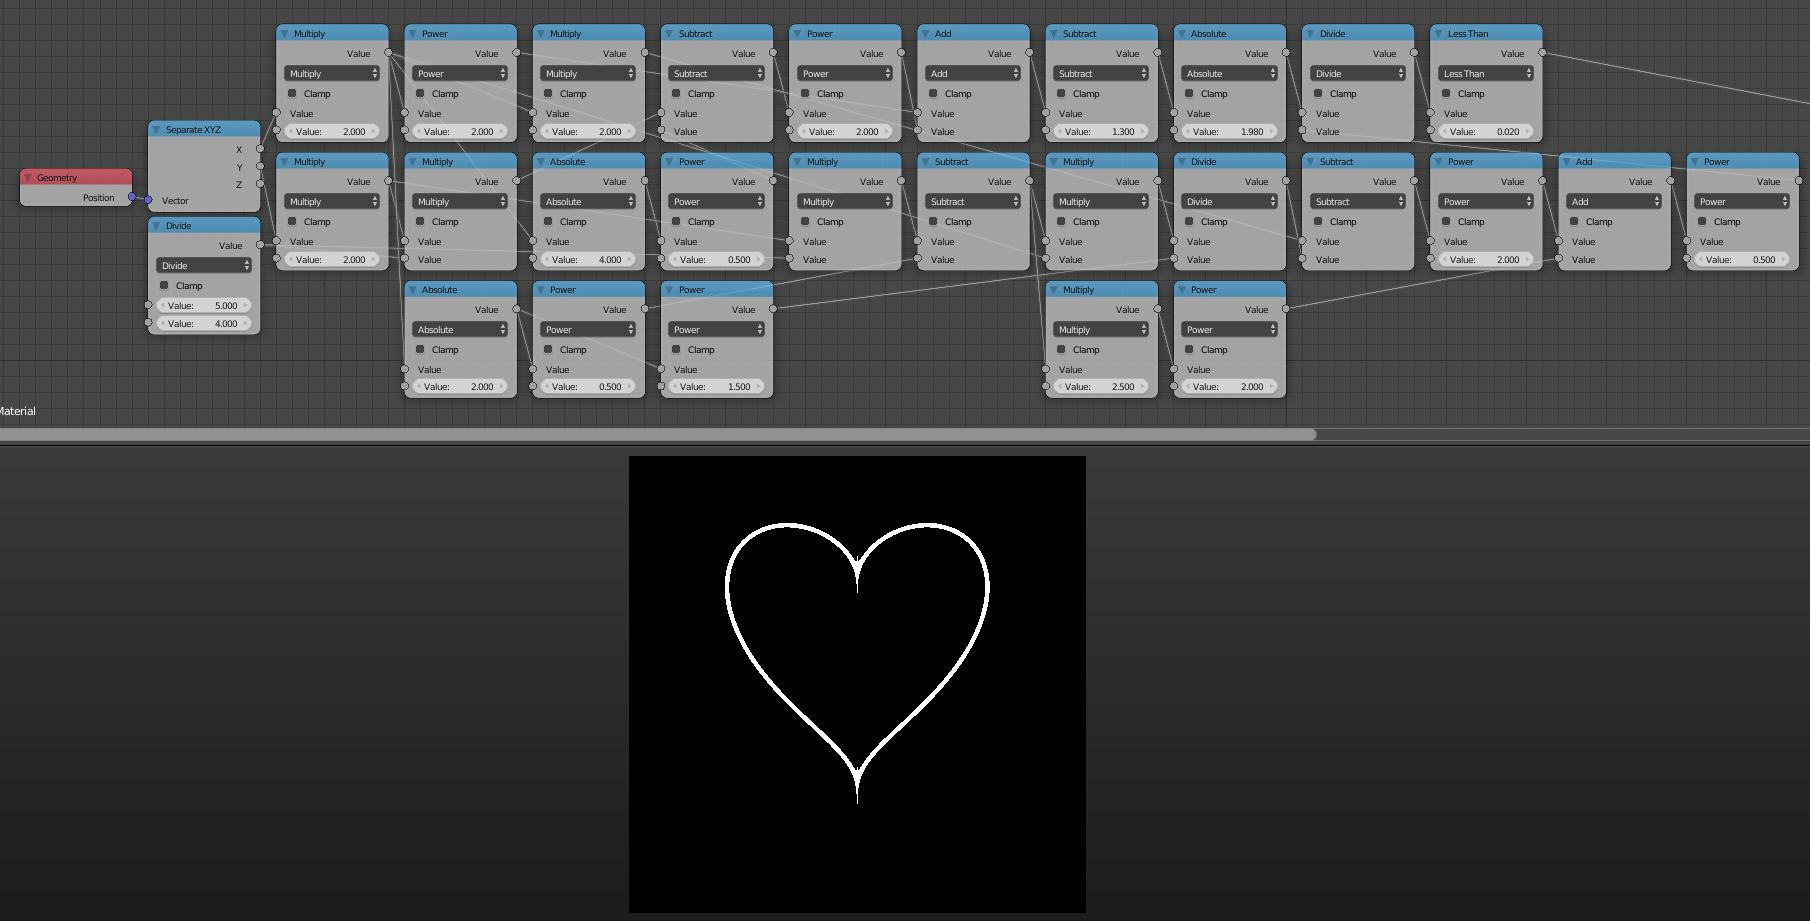 Multiply Power Multiply Subtract Power Add Subtract Absolute Divide Less Than
Value Value Value Value Value Value Value Value Value Value
Multiply Power Multiply Subtract Power Add Subtract Absolute Divide Less Than
Clamp Clamp Clamp Clamp Clamp Clamp Clamp Clamp Clamp Clamp
Value Value Value Value Value Value Value Value Value Value
Value: 2.000 Value: 2.000 Value: 2.000 Value Value: 2.000 Value Value: 1.300 Value: 1.980 Value Value: 0.020
Separate XYZ
X
Y
Z
Vector
Geometry
Position
Multiply Multiply Absolute Power Multiply Subtract Multiply Divide Subtract Power Add Power
Value Value Value Value Value Value Value Value Value Value Value Value
Multiply Multiply Absolute Power Multiply Subtract Multiply Divide Subtract Power Add Power
Clamp Clamp Clamp Clamp Clamp Clamp Clamp Clamp Clamp Clamp Clamp Clamp
Value Value Value Value Value Value Value Value Value Value Value Value
Value: 2.000 Value Value: 4.000 Value: 0.500 Value Value Value Value Value Value: 2.000 Value Value: 0.500
Divide
Value
Divide
Clamp
Value: 5.000
Value: 4.000
Absolute Power Power Multiply Power
Value Value Value Value Value
Absolute Power Power Multiply Power
Clamp Clamp Clamp Clamp Clamp
Value Value Value Value Value
Value: 2.000 Value: 0.500 Value: 1.500 Value: 2.500 Value: 2.000
Material